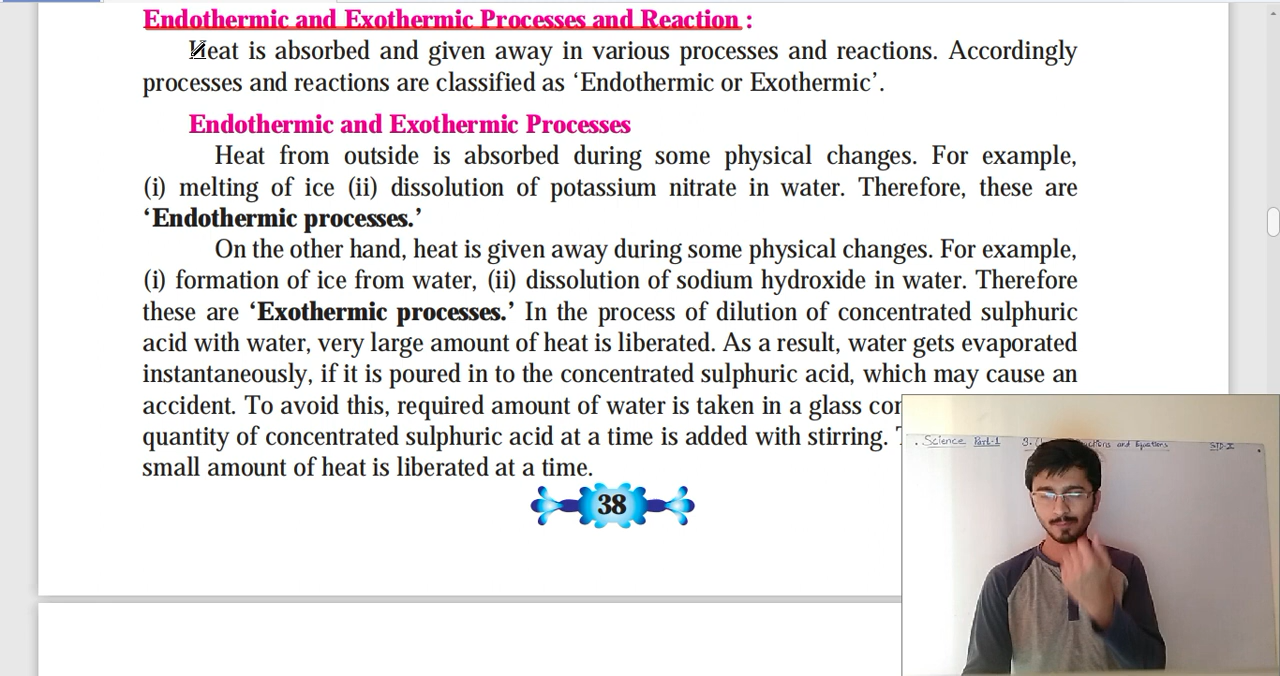 Endothermic and Exothermic Processes and Reaction :
Heat is absorbed and given away in various processes and reactions. Accordingly
processes and reactions are classified as ‘Endothermic or Exothermic’.
Endothermic and Exothermic Processes
Heat from outside is absorbed during some physical changes. For example,
(i) melting of ice (ii) dissolution of potassium nitrate in water. Therefore, these are
‘Endothermic processes.’
On the other hand, heat is given away during some physical changes. For example,
(i) formation of ice from water, (ii) dissolution of sodium hydroxide in water. Therefore
these are ‘Exothermic processes.’ In the process of dilution of concentrated sulphuric
acid with water, very large amount of heat is liberated. As a result, water gets evaporated
instantaneously, if it is poured in to the concentrated sulphuric acid, which may cause an
accident. To avoid this, required amount of water is taken in a glass
quantity of concentrated sulphuric acid at a time is added with stirring.
small amount of heat is liberated at a time.
38
Science Part-1 3. and Equations STD-X